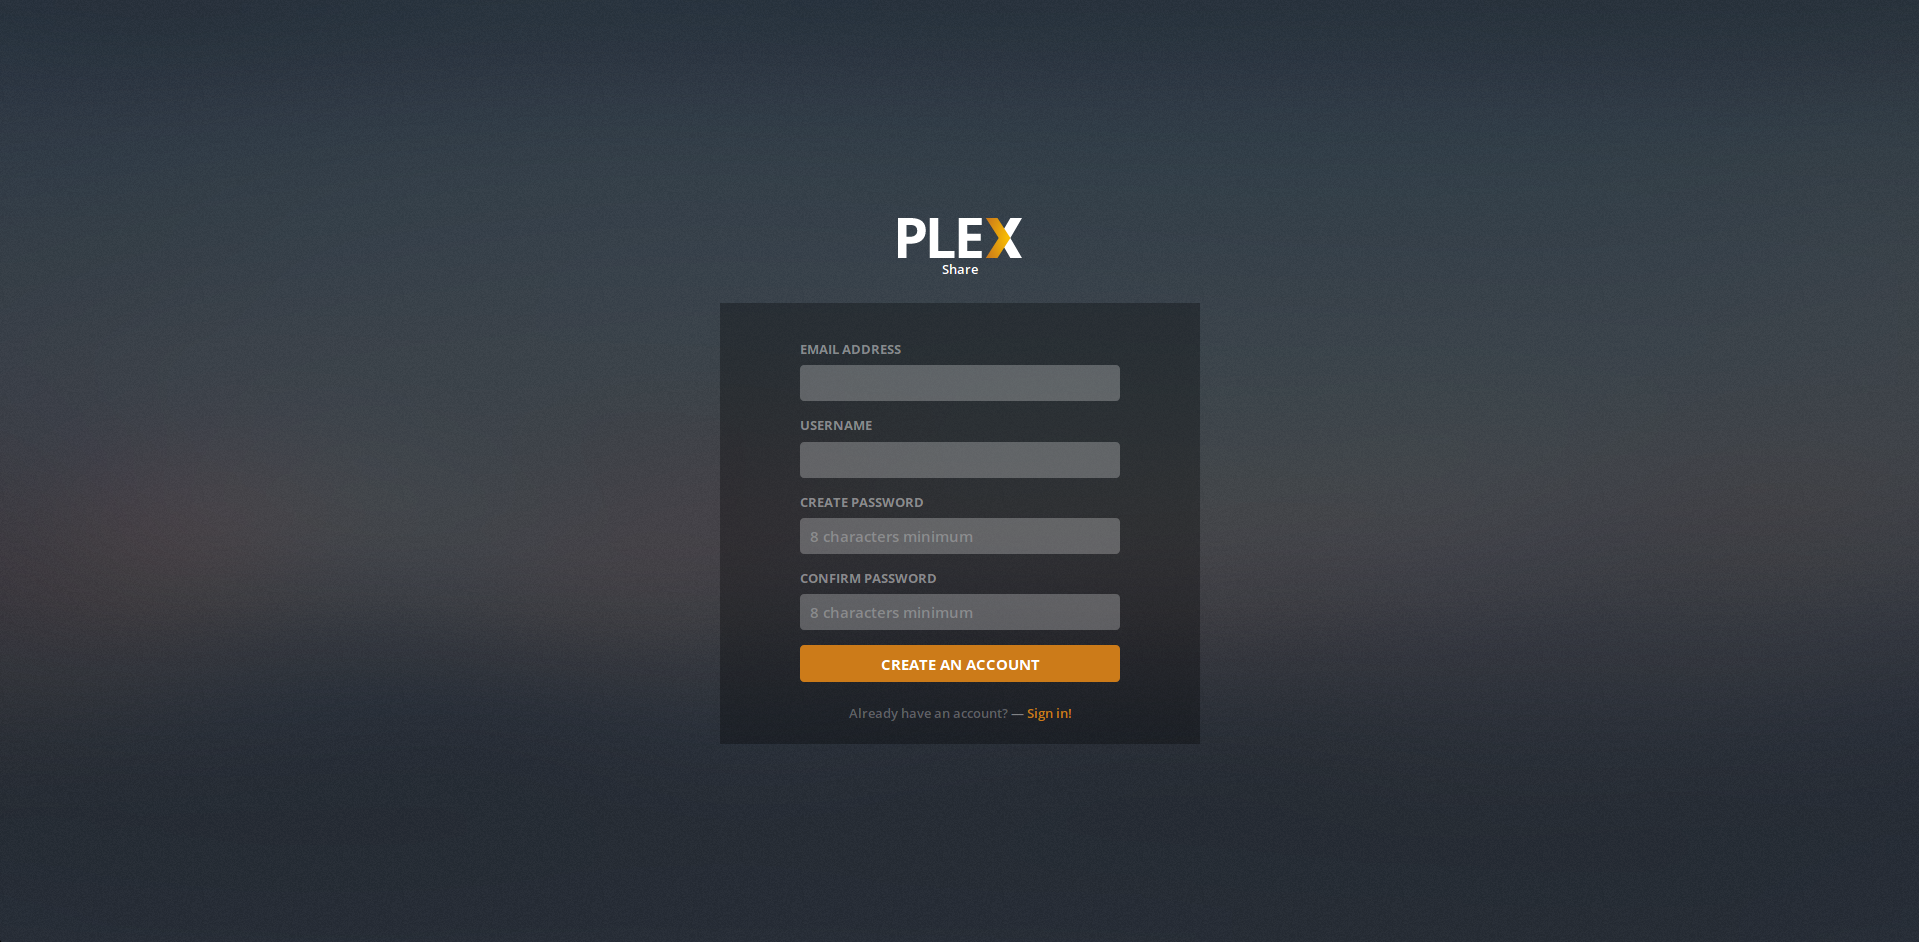 PLEX
Share
EMAIL ADDRESS
USERNAME
CREATE PASSWORD
8 characters minimum
CONFIRM PASSWORD
8 characters minimum
CREATE AN ACCOUNT
Already have an account? — Sign in!